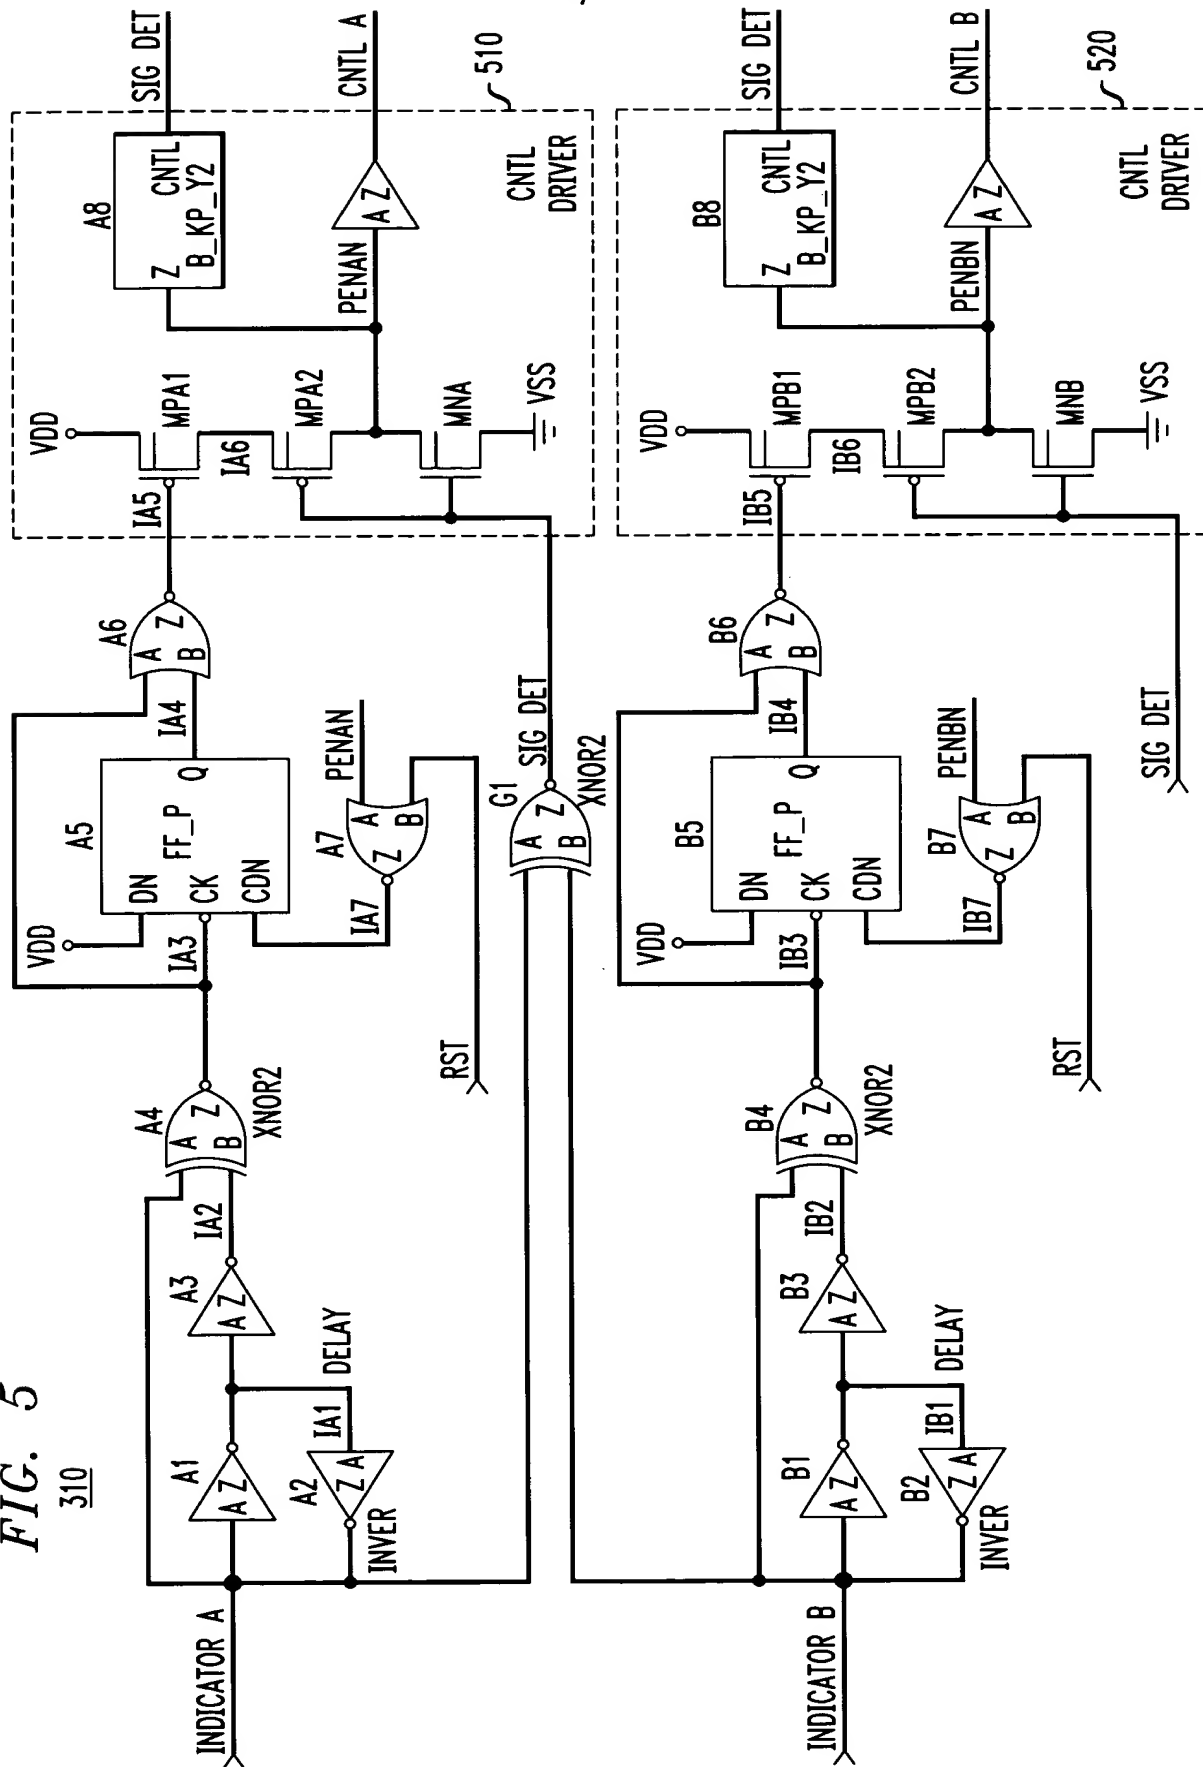 FIG. 5
310
INDICATOR A
A1
A Z
A2
Z A
INVER
IA1
DELAY
A3
A Z
IA2
A4
A
B
Z
XNOR2
IA3
VDD
A5
DN
CK
CDN
FF_P
Q
IA4
A6
A
B
Z
IA5
IA7
A7
Z
A
B
PENAN
RST
G1
A
B
Z
XNOR2
SIG DET
VDD
MPA1
IA6
MPA2
MNA
VSS
PENAN
A8
Z
CNTL
B_KP_Y2
SIG DET
A Z
CNTL A
CNTL
DRIVER
510
INDICATOR B
B1
A Z
B2
Z A
INVER
IB1
DELAY
B3
A Z
IB2
B4
A
B
Z
XNOR2
IB3
VDD
B5
DN
CK
CDN
FF_P
Q
IB4
B6
A
B
Z
IB5
IB7
B7
Z
A
B
PENBN
RST
SIG DET
VDD
MPB1
IB6
MPB2
MNB
VSS
PENBN
B8
Z
CNTL
B_KP_Y2
SIG DET
A Z
CNTL B
CNTL
DRIVER
520